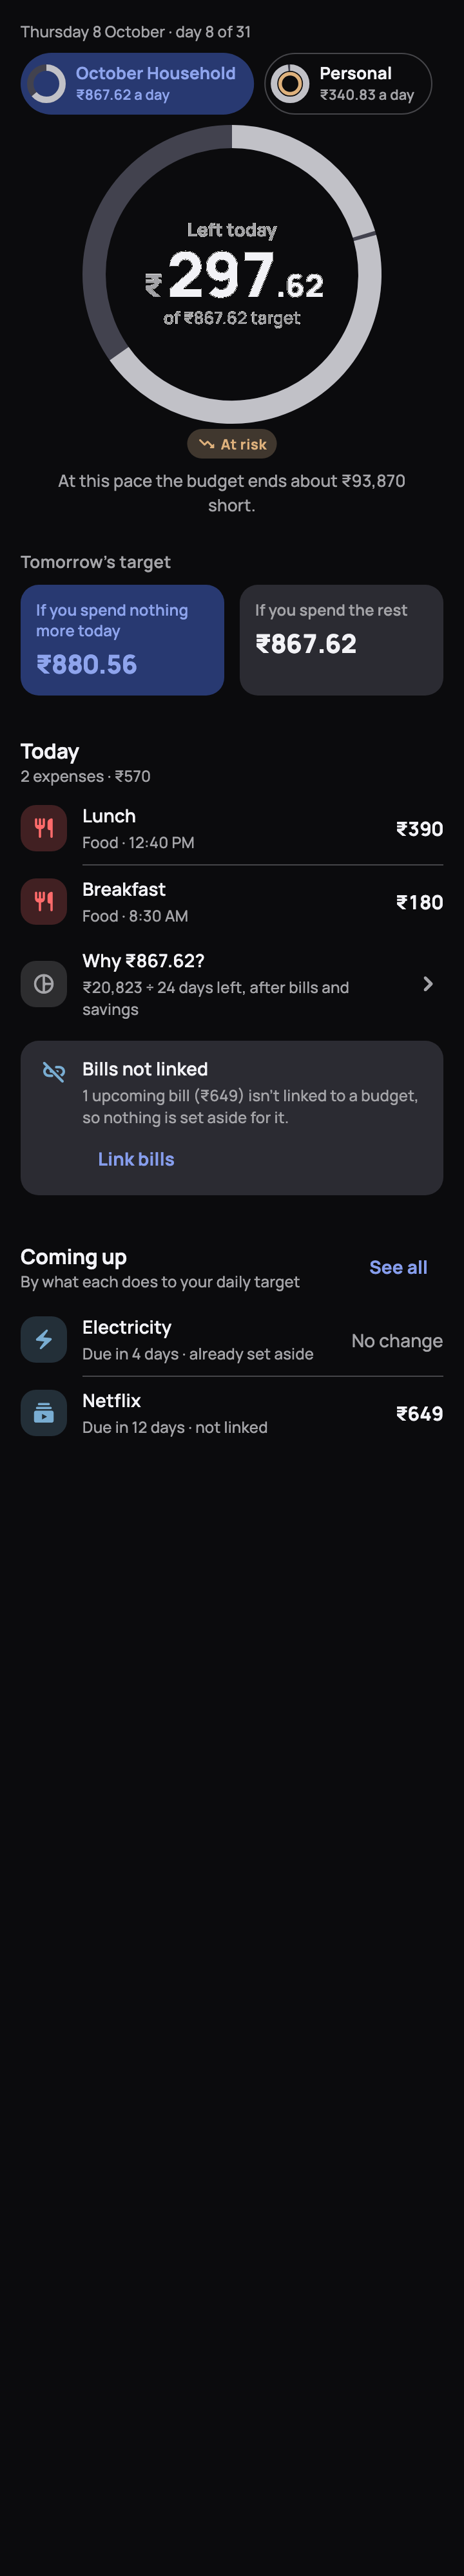 Thursday 8 October · day 8 of 31
October Household
₹867.62 a day
Personal
₹340.83 a day
Left today
₹297.62
of ₹867.62 target
At risk
At this pace the budget ends about ₹93,870
short.
Tomorrow's target
If you spend nothing
more today
₹880.56
If you spend the rest
₹867.62
Today
2 expenses · ₹570
Lunch
Food · 12:40 PM
₹390
Breakfast
Food · 8:30 AM
₹180
Why ₹867.62?
₹20,823 ÷ 24 days left, after bills and
savings
Bills not linked
1 upcoming bill (₹649) isn't linked to a budget,
so nothing is set aside for it.
Link bills
Coming up
By what each does to your daily target
See all
Electricity
Due in 4 days · already set aside
No change
Netflix
Due in 12 days · not linked
₹649